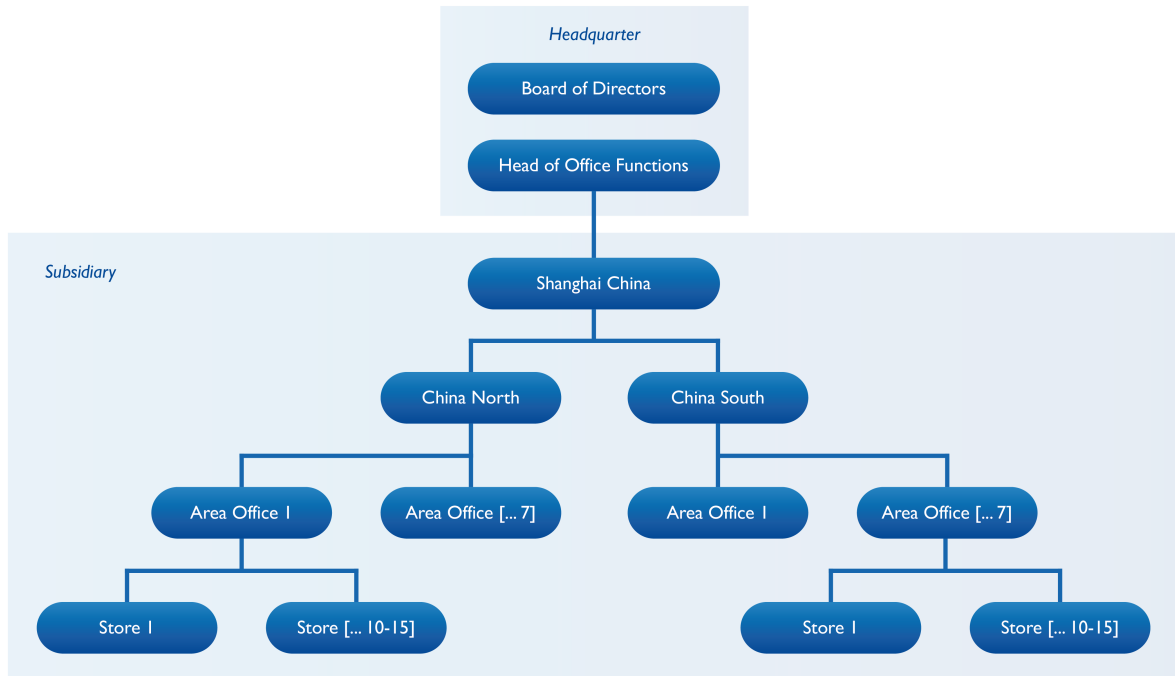 Headquarter
Board of Directors
Head of Office Functions
Subsidiary
Shanghai China
China North
China South
Area Office 1
Area Office [... 7]
Area Office 1
Area Office [... 7]
Store 1
Store [... 10-15]
Store 1
Store [... 10-15]